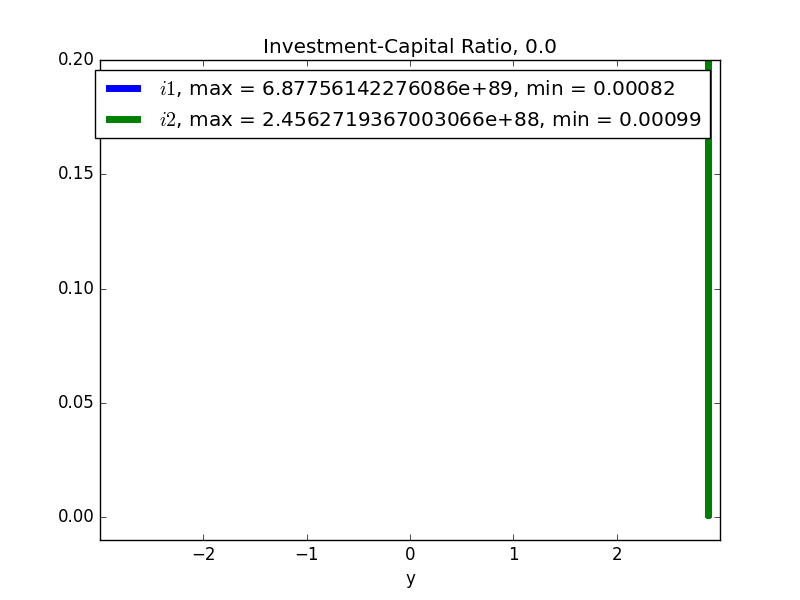 Investment-Capital Ratio, 0.0
0.20
i1, max = 6.87756142276086e+89, min = 0.00082
i2, max = 2.4562719367003066e+88, min = 0.00099
0.15
0.10
0.05
0.00
−2 −1 0 1 2
y